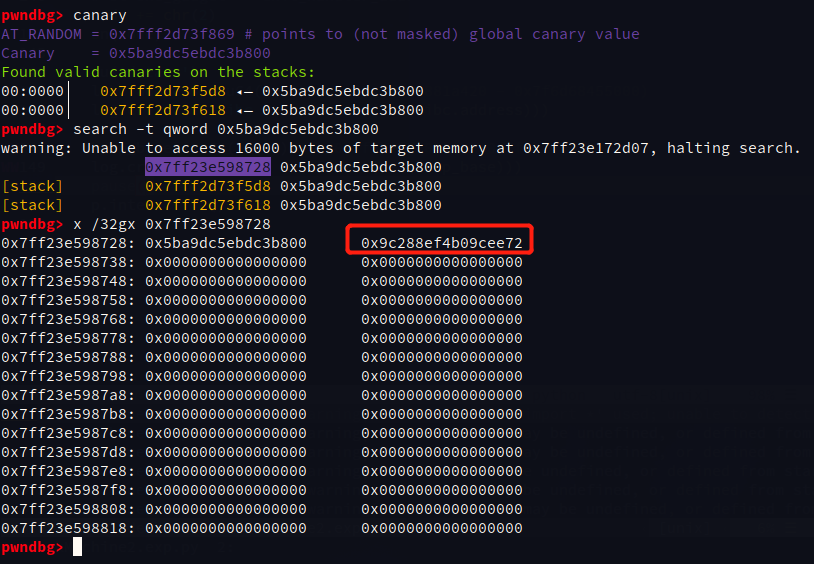 pwndbg> canary
AT_RANDOM = 0x7fff2d73f869 # points to (not masked) global canary value
Canary    = 0x5ba9dc5ebdc3b800
Found valid canaries on the stacks:
00:0000│   0x7fff2d73f5d8 ◂— 0x5ba9dc5ebdc3b800
00:0000│   0x7fff2d73f618 ◂— 0x5ba9dc5ebdc3b800
pwndbg> search -t qword 0x5ba9dc5ebdc3b800
warning: Unable to access 16000 bytes of target memory at 0x7ff23e172d07, halting search.
                0x7ff23e598728 0x5ba9dc5ebdc3b800
[stack]         0x7fff2d73f5d8 0x5ba9dc5ebdc3b800
[stack]         0x7fff2d73f618 0x5ba9dc5ebdc3b800
pwndbg> x /32gx 0x7ff23e598728
0x7ff23e598728: 0x5ba9dc5ebdc3b800      0x9c288ef4b09cee72
0x7ff23e598738: 0x0000000000000000      0x0000000000000000
0x7ff23e598748: 0x0000000000000000      0x0000000000000000
0x7ff23e598758: 0x0000000000000000      0x0000000000000000
0x7ff23e598768: 0x0000000000000000      0x0000000000000000
0x7ff23e598778: 0x0000000000000000      0x0000000000000000
0x7ff23e598788: 0x0000000000000000      0x0000000000000000
0x7ff23e598798: 0x0000000000000000      0x0000000000000000
0x7ff23e5987a8: 0x0000000000000000      0x0000000000000000
0x7ff23e5987b8: 0x0000000000000000      0x0000000000000000
0x7ff23e5987c8: 0x0000000000000000      0x0000000000000000
0x7ff23e5987d8: 0x0000000000000000      0x0000000000000000
0x7ff23e5987e8: 0x0000000000000000      0x0000000000000000
0x7ff23e5987f8: 0x0000000000000000      0x0000000000000000
0x7ff23e598808: 0x0000000000000000      0x0000000000000000
0x7ff23e598818: 0x0000000000000000      0x0000000000000000
pwndbg>